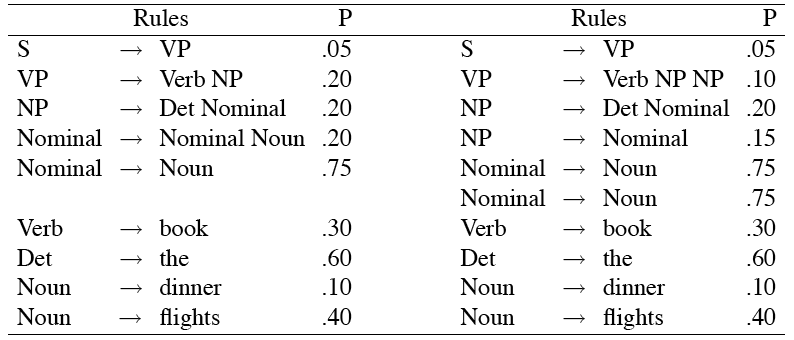 Rules P Rules P
S → VP .05 S → VP .05
VP → Verb NP .20 VP → Verb NP NP .10
NP → Det Nominal .20 NP → Det Nominal .20
Nominal → Nominal Noun .20 NP → Nominal .15
Nominal → Noun .75 Nominal → Noun .75
Nominal → Noun .75
Verb → book .30 Verb → book .30
Det → the .60 Det → the .60
Noun → dinner .10 Noun → dinner .10
Noun → flights .40 Noun → flights .40